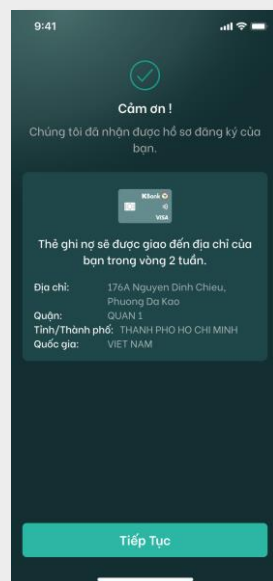 9:41
Cảm ơn !
Chúng tôi đã nhận được hồ sơ đăng ký của
bạn.
KBank
VISA
Thẻ ghi nợ sẽ được giao đến địa chỉ của
bạn trong vòng 2 tuần.
Địa chỉ: 176A Nguyen Dinh Chieu,
Phuong Da Kao
Quận: QUAN 1
Tỉnh/Thành phố: THANH PHO HO CHI MINH
Quốc gia: VIET NAM
Tiếp Tục